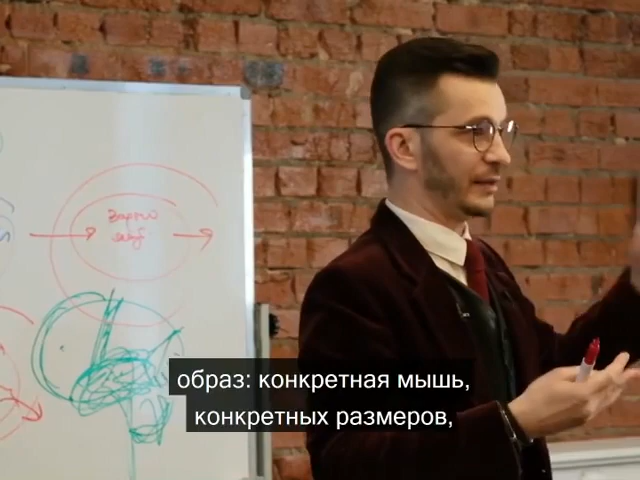 образ: конкретная мышь,
конкретных размеров,